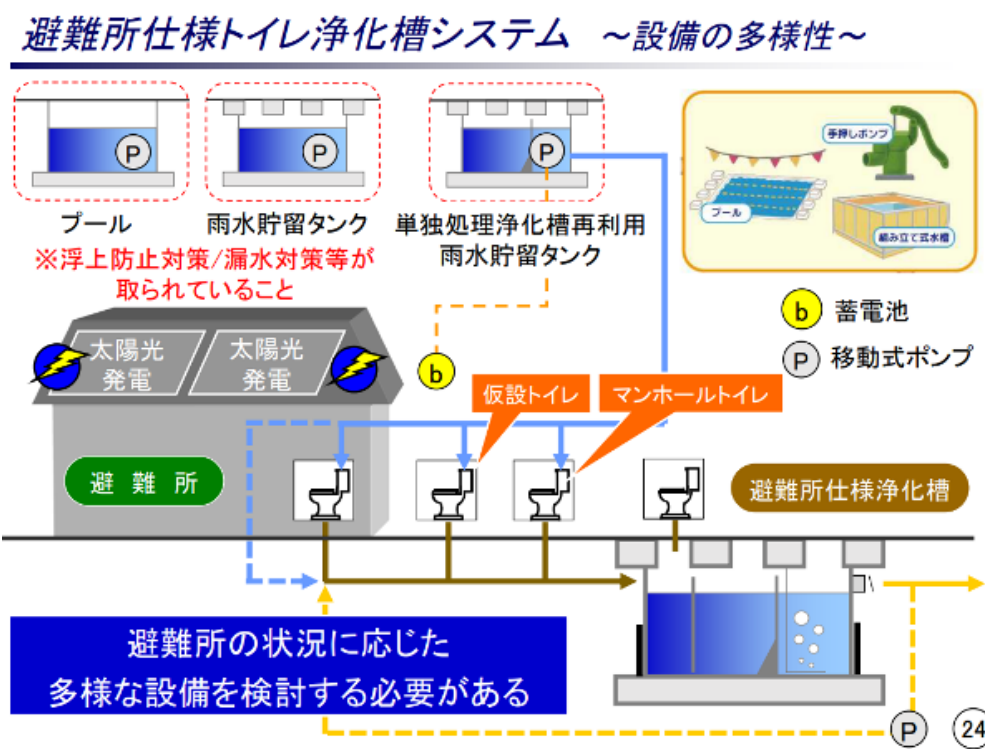 避難所仕様トイレ浄化槽システム ~設備の多様性~
P
P
P
プール
雨水貯留タンク
単独処理浄化槽再利用
雨水貯留タンク
※浮上防止対策/漏水対策等が
取られていること
手押しポンプ
プール
組み立て式水槽
b 蓄電池
P 移動式ポンプ
太陽光
発電
太陽光
発電
b
仮設トイレ
マンホールトイレ
避難所
避難所仕様浄化槽
避難所の状況に応じた
多様な設備を検討する必要がある
P
24